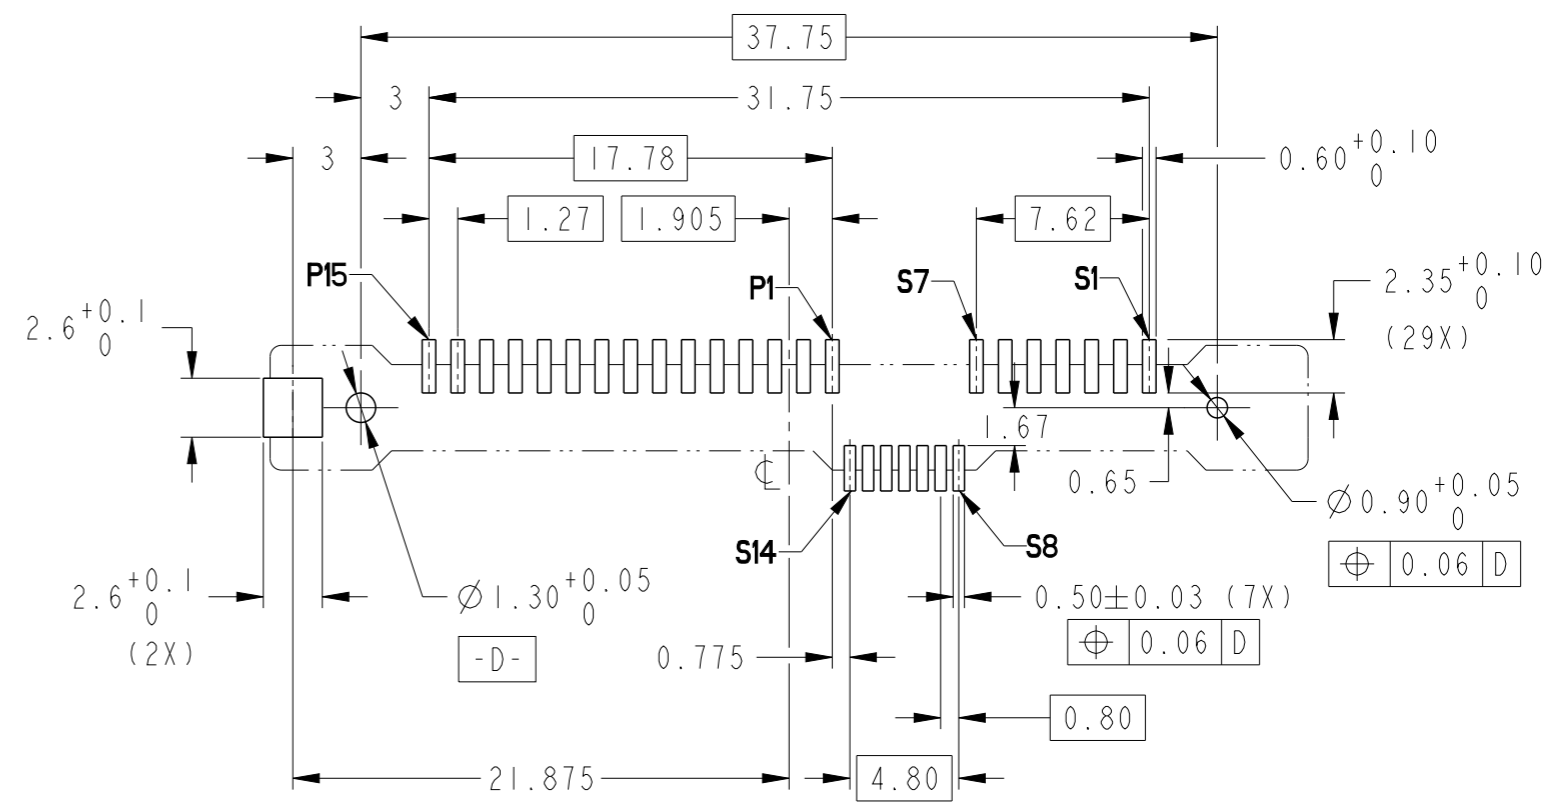 37.75
3
31.75
3
17.78
0.60 +0.10 0
1.27
1.905
7.62
P15
P1
S7
S1
2.35 +0.10 0
(29X)
2.6 +0.1 0
1.67
℄
0.65
Ø0.90 +0.05 0
⌖ 0.06 D
S14
S8
2.6 +0.1 0
(2X)
Ø1.30 +0.05 0
-D-
0.50±0.03 (7X)
⌖ 0.06 D
0.775
0.80
21.875
4.80